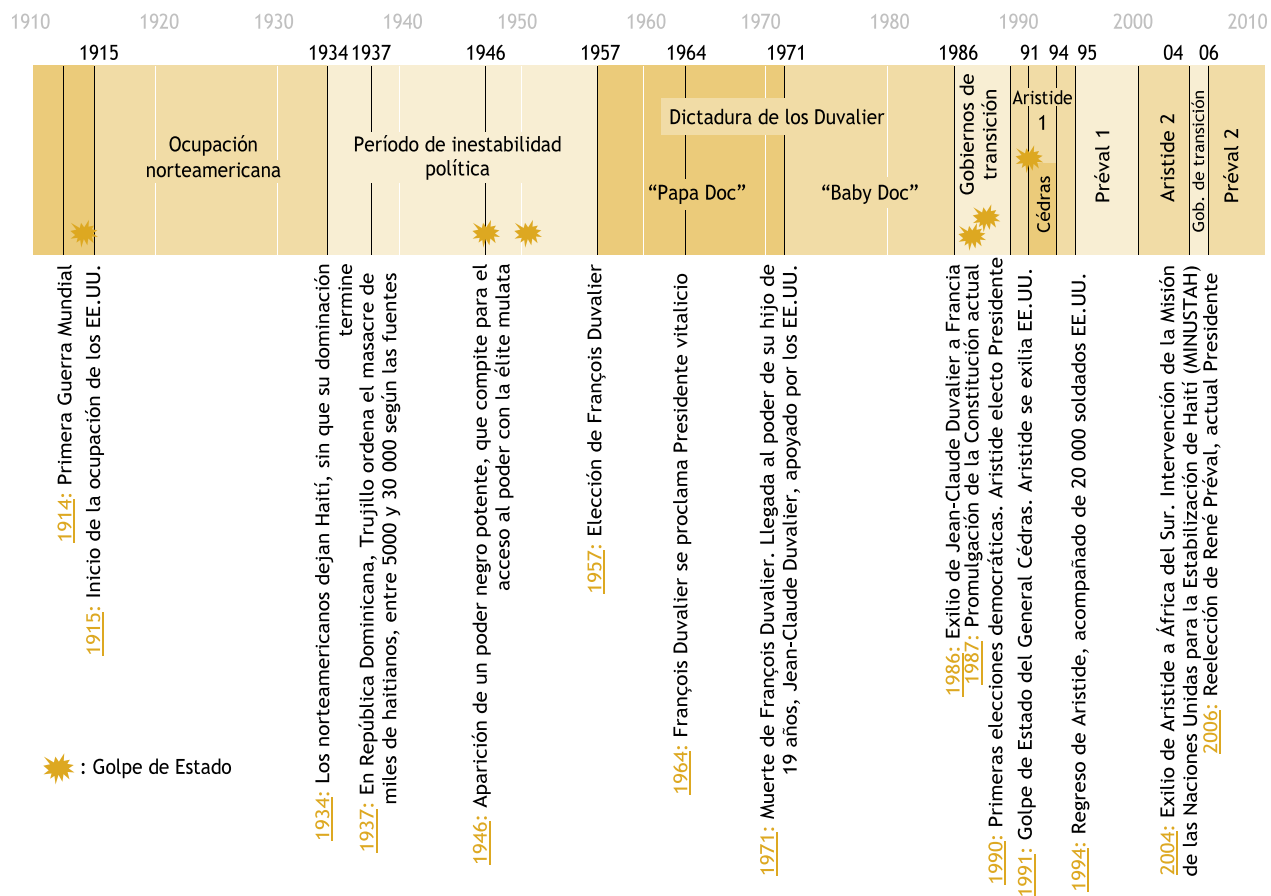 1910 1920 1930 1940 1950 1960 1970 1980 1990 2000 2010
1915 1934 1937 1946 1957 1964 1971 1986 91 94 95 04 06
Ocupación
norteamericana
Período de inestabilidad
política
Dictadura de los Duvalier
“Papa Doc”
“Baby Doc”
Gobiernos de
transición
Aristide
1
Cédras
Préval 1
Aristide 2
Gob. de transición
Préval 2
1914: Primera Guerra Mundial
1915: Inicio de la ocupación de los EE.UU.
1934: Los norteamericanos dejan Haití, sin que su dominación
termine
1937: En República Dominicana, Trujillo ordena el masacre de
miles de haitianos, entre 5000 y 30 000 según las fuentes
1946: Aparición de un poder negro potente, que compite para el
acceso al poder con la élite mulata
1957: Elección de François Duvalier
1964: François Duvalier se proclama Presidente vitalicio
1971: Muerte de François Duvalier. Llegada al poder de su hijo de
19 años, Jean-Claude Duvalier, apoyado por los EE.UU.
1986: Exilio de Jean-Claude Duvalier a Francia
1987: Promulgación de la Constitución actual
1990: Primeras elecciones democráticas. Aristide electo Presidente
1991: Golpe de Estado del General Cédras. Aristide se exilia EE.UU.
1994: Regreso de Aristide, acompañado de 20 000 soldados EE.UU.
2004: Exilio de Aristide a África del Sur. Intervención de la Misión
de las Naciones Unidas para la Estabilización de Haití (MINUSTAH)
2006: Reelección de René Préval, actual Presidente
: Golpe de Estado